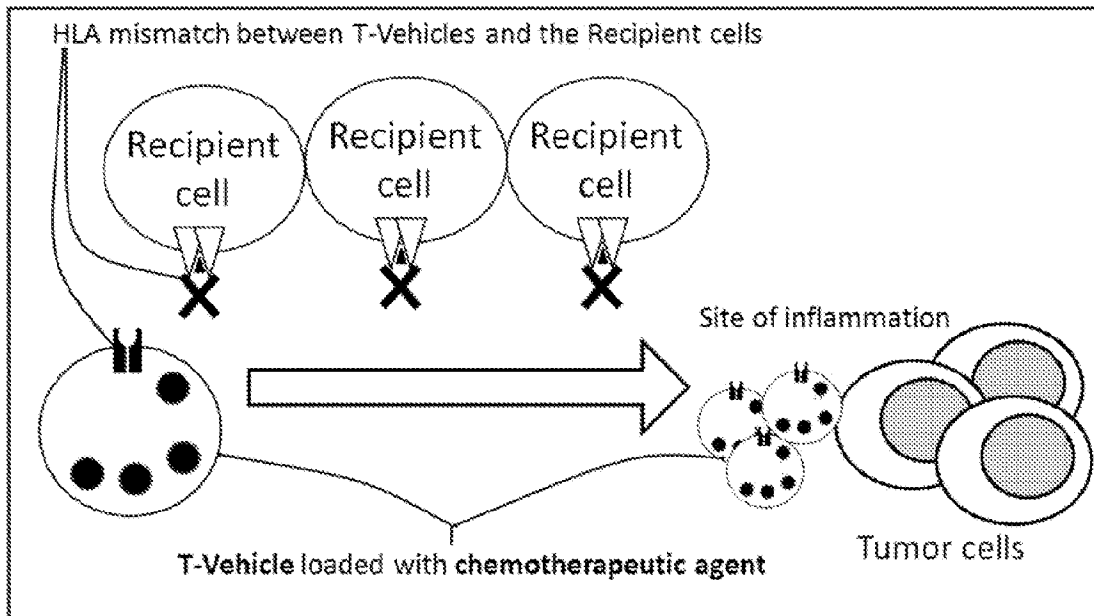 HLA mismatch between T-Vehicles and the Recipient cells
Recipient
cell
Recipient
cell
Recipient
cell
Site of inflammation
Tumor cells
T-Vehicle loaded with chemotherapeutic agent